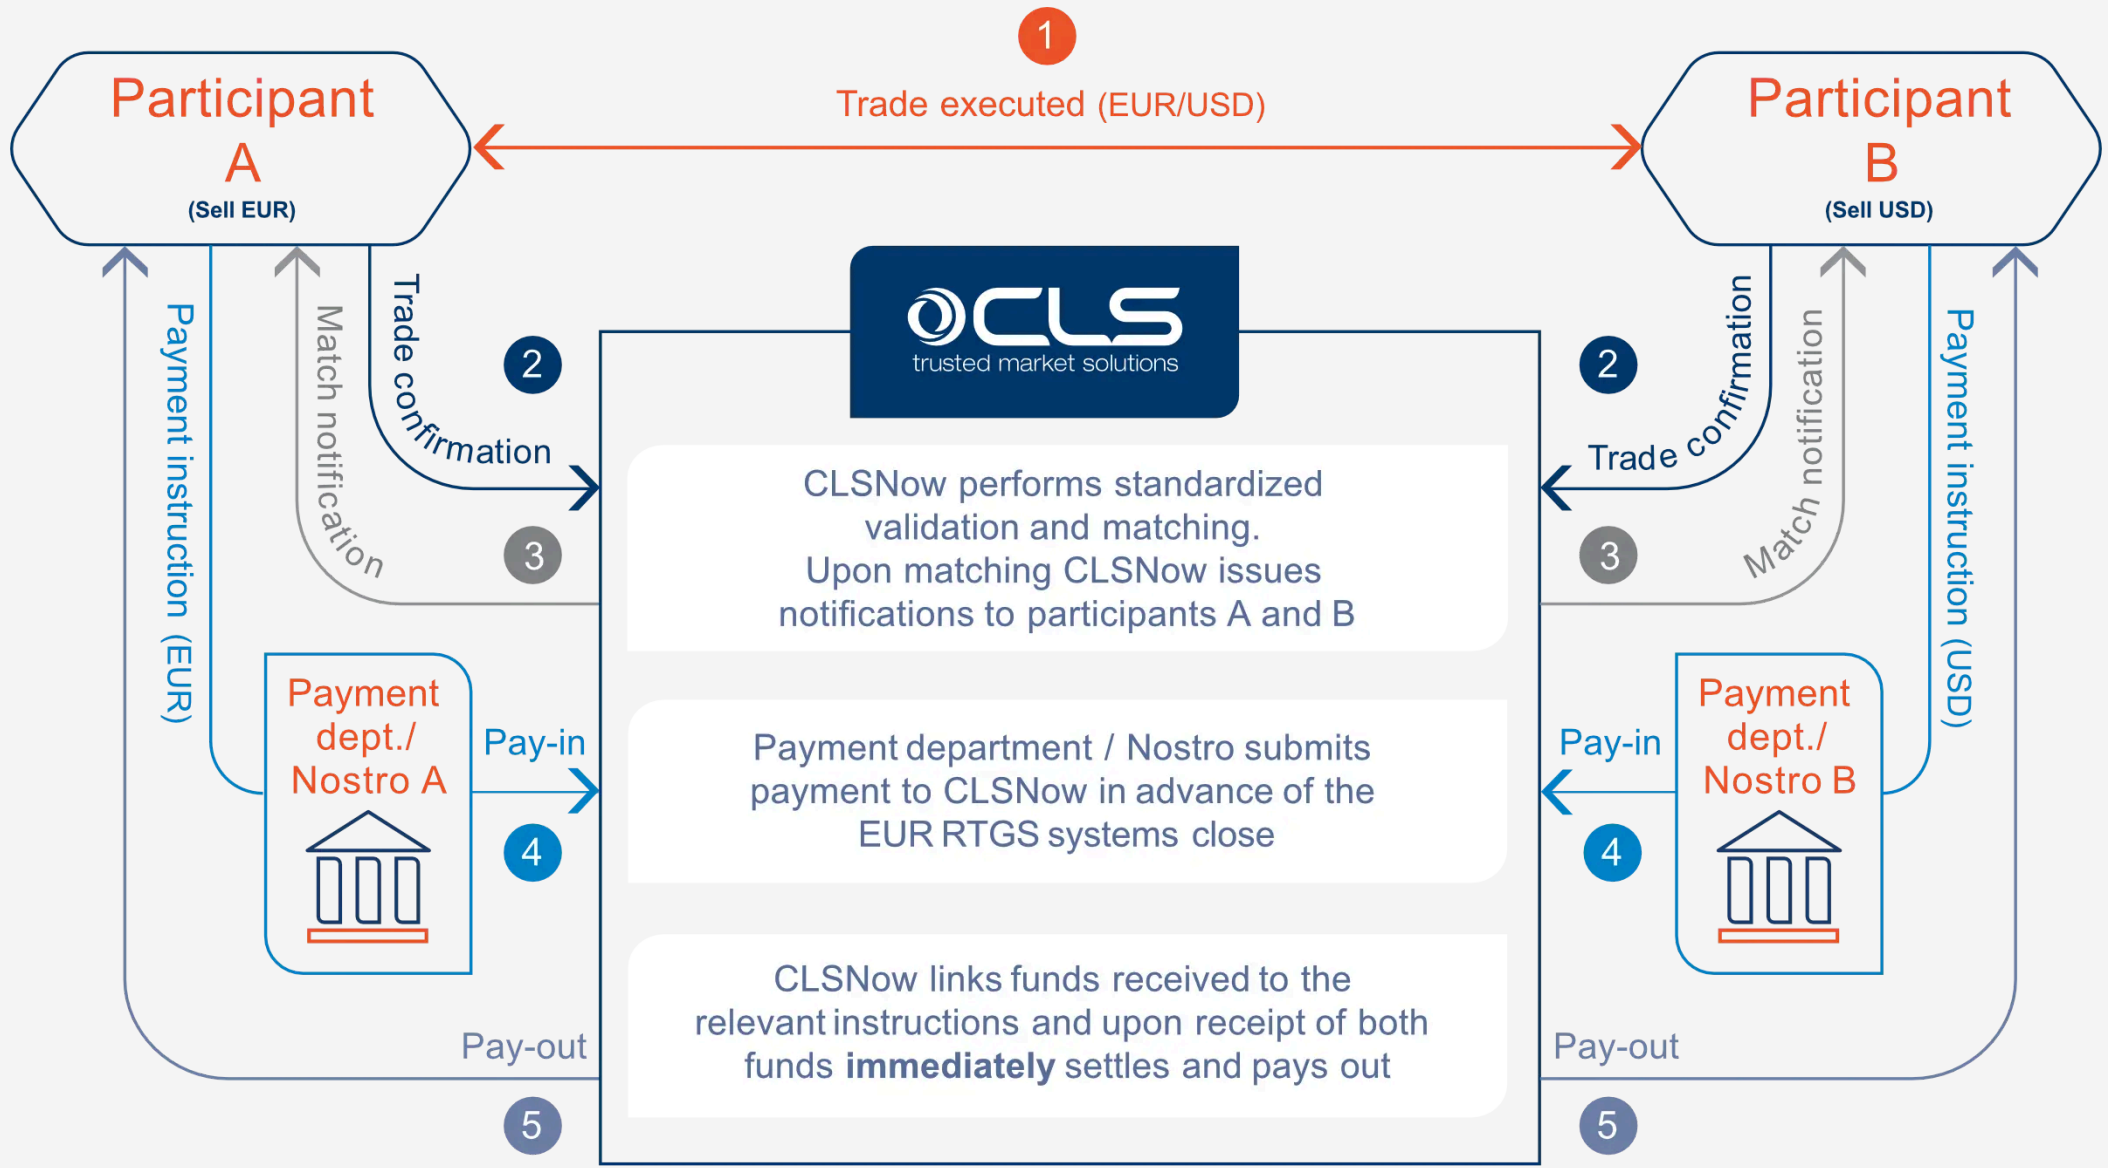 1
Trade executed (EUR/USD)
Participant
A
(Sell EUR)
Participant
B
(Sell USD)
CLS
trusted market solutions
Payment instruction (EUR)
Match notification
Trade confirmation
2
3
2
Trade confirmation
Match notification
3
Payment instruction (USD)
CLSNow performs standardized
validation and matching.
Upon matching CLSNow issues
notifications to participants A and B
Payment
dept./
Nostro A
Pay-in
4
Payment department / Nostro submits
payment to CLSNow in advance of the
EUR RTGS systems close
Pay-in
4
Payment
dept./
Nostro B
CLSNow links funds received to the
relevant instructions and upon receipt of both
funds immediately settles and pays out
Pay-out
5
Pay-out
5